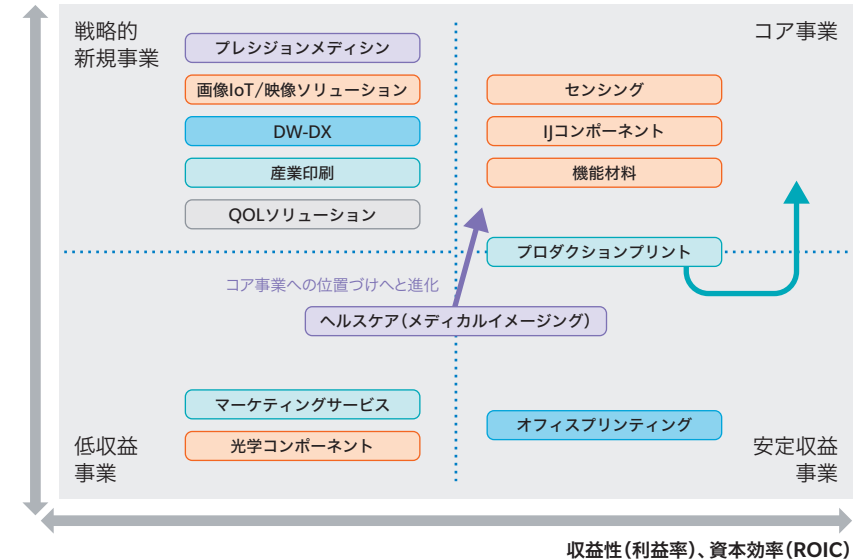 戦略的
新規事業
コア事業
プレシジョンメディシン
画像IoT/映像ソリューション
DW-DX
産業印刷
QOLソリューション
センシング
IJコンポーネント
機能材料
プロダクションプリント
コア事業への位置づけへと進化
ヘルスケア(メディカルイメージング)
マーケティングサービス
光学コンポーネント
オフィスプリンティング
低収益
事業
安定収益
事業
収益性(利益率)、資本効率(ROIC)